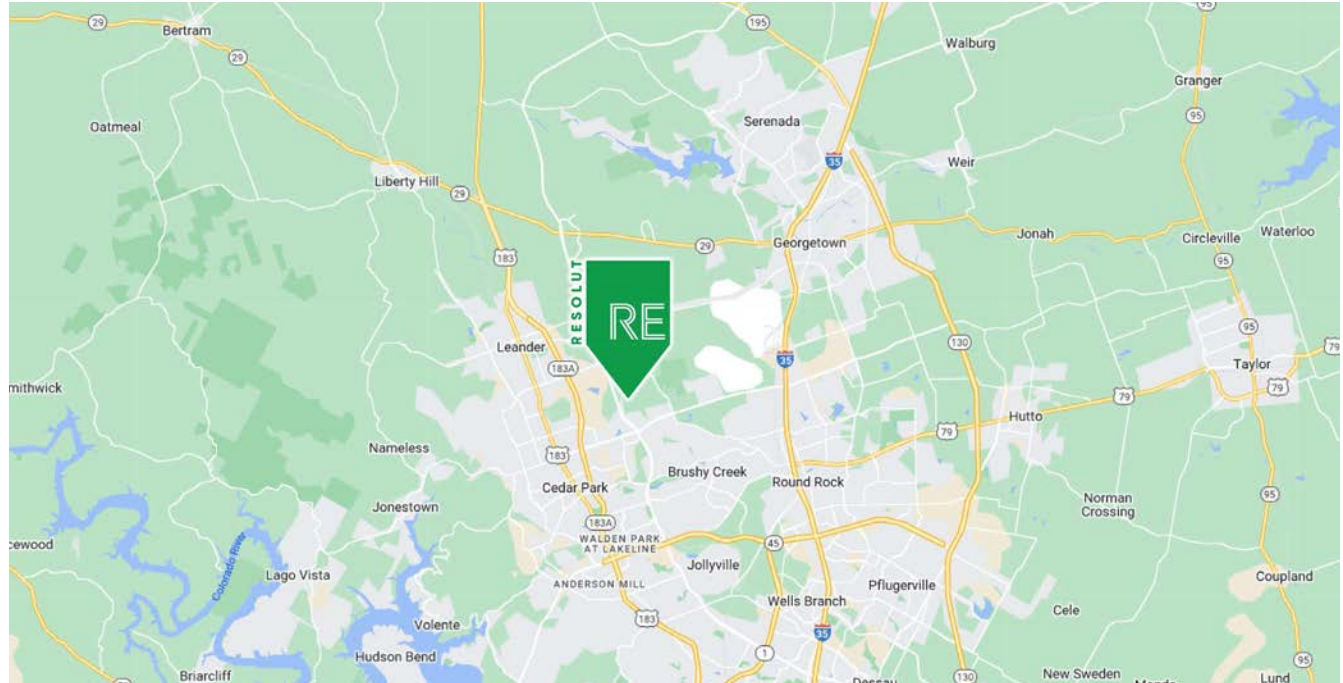 29
Bertram
195
95
Walburg
Granger
29
Oatmeal
Serenada
95
35
Weir
Liberty Hill
29
29
Georgetown
Jonah
Circleville
Waterloo
183
95
RESOLUT
RE
Leander
183A
35
130
95
79
Taylor
79
mithwick
79
Hutto
79
Nameless
183
Brushy Creek
Cedar Park
Round Rock
Jonestown
Norman
Crossing
95
183A
WALDEN PARK
AT LAKELINE
45
cewood
Colorado River
Lago Vista
Jollyville
ANDERSON MILL
Pflugerville
Coupland
Wells Branch
Cele
Volente
183
35
Hudson Bend
1
Briarcliff
130
New Sweden
Lund